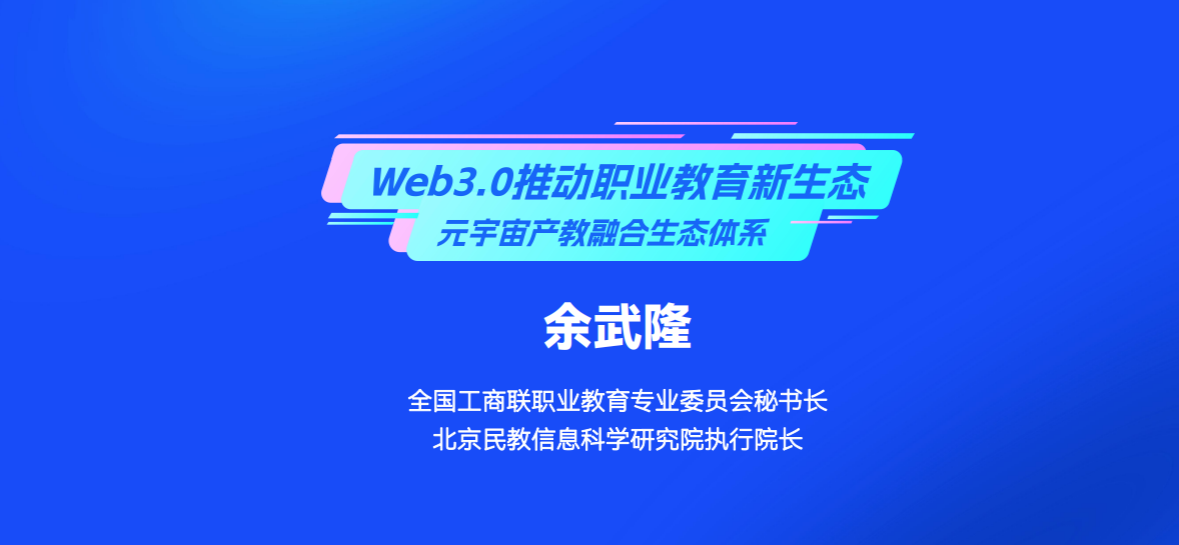 Web3.0推动职业教育新生态
元宇宙产教融合生态体系
余武隆
全国工商联职业教育专业委员会秘书长
北京民教信息科学研究院执行院长